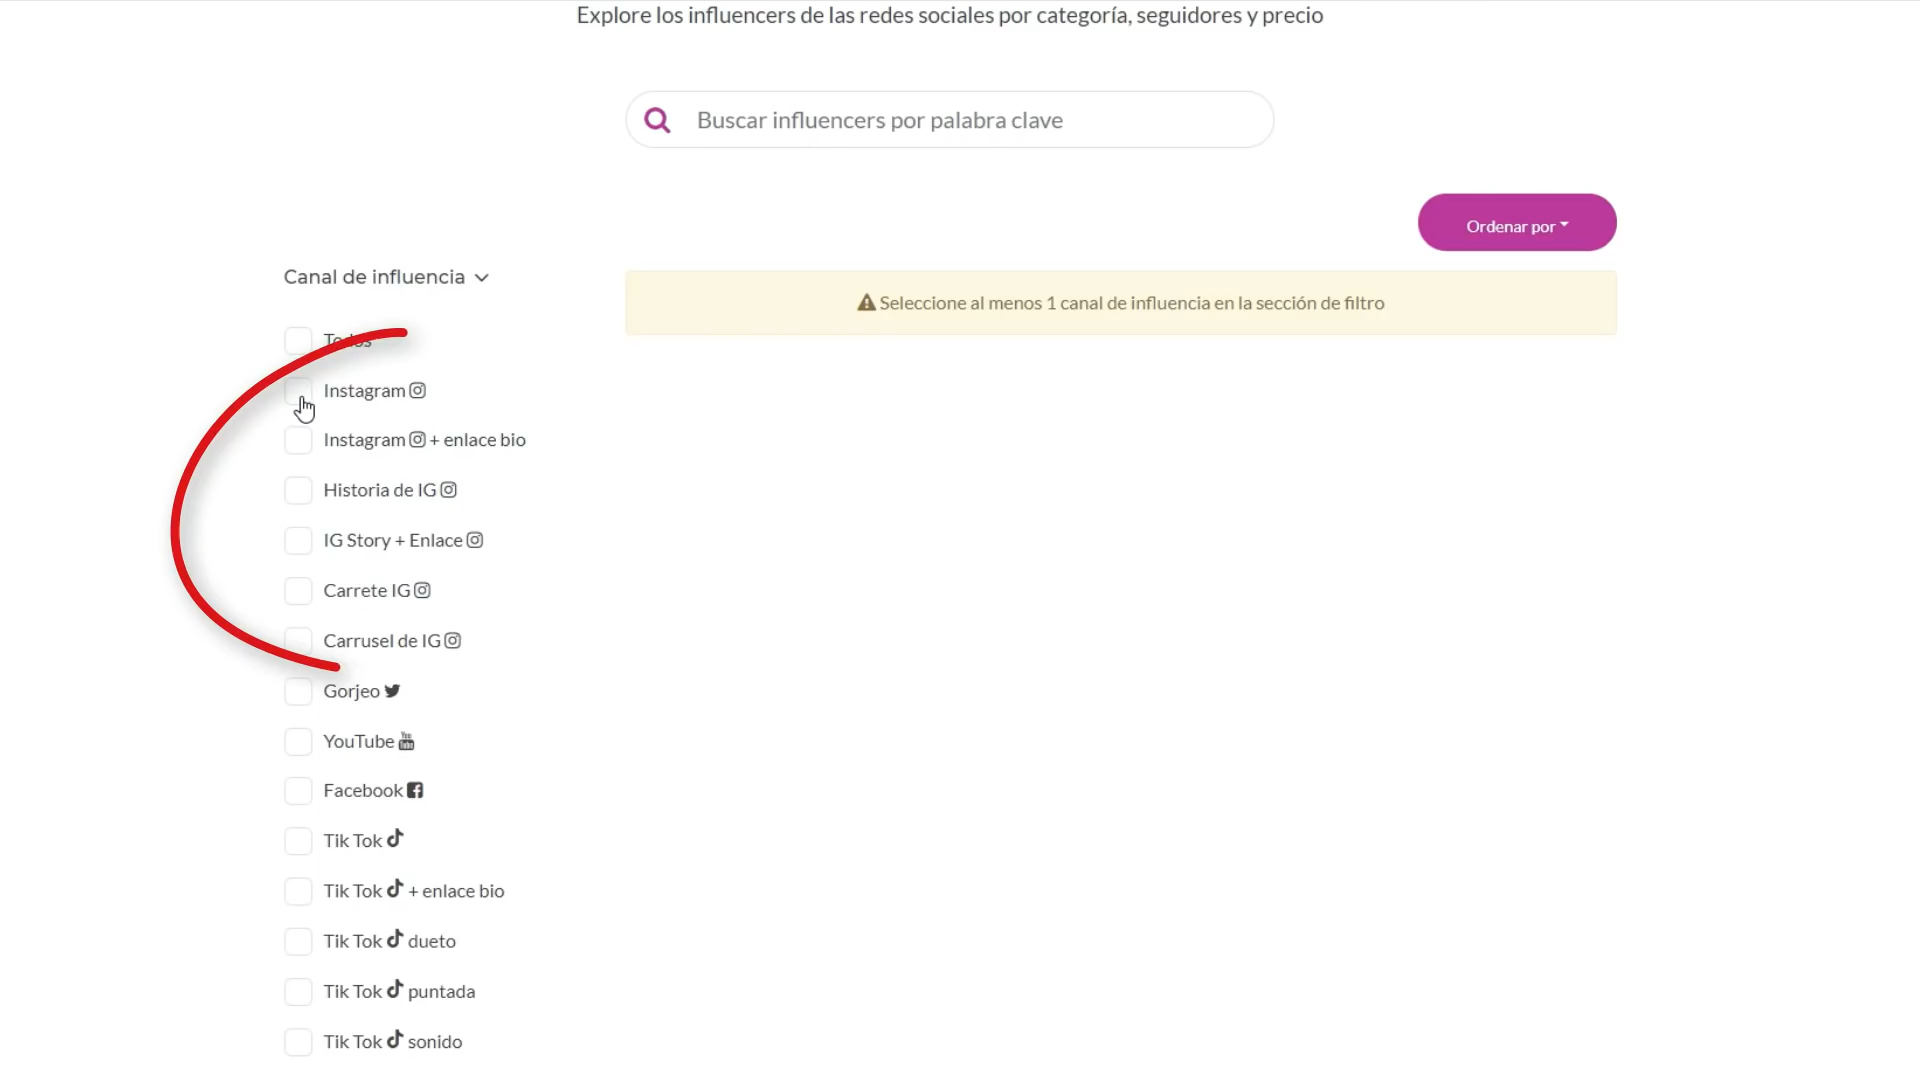 Explore los influencers de las redes sociales por categoría, seguidores y precio
Buscar influencers por palabra clave
Ordenar por
Canal de influencia
Seleccione al menos 1 canal de influencia en la sección de filtro
Todos
Instagram
Instagram + enlace bio
Historia de IG
IG Story + Enlace
Carrete IG
Carrusel de IG
Gorjeo
YouTube
Facebook
Tik Tok
Tik Tok + enlace bio
Tik Tok dueto
Tik Tok puntada
Tik Tok sonido